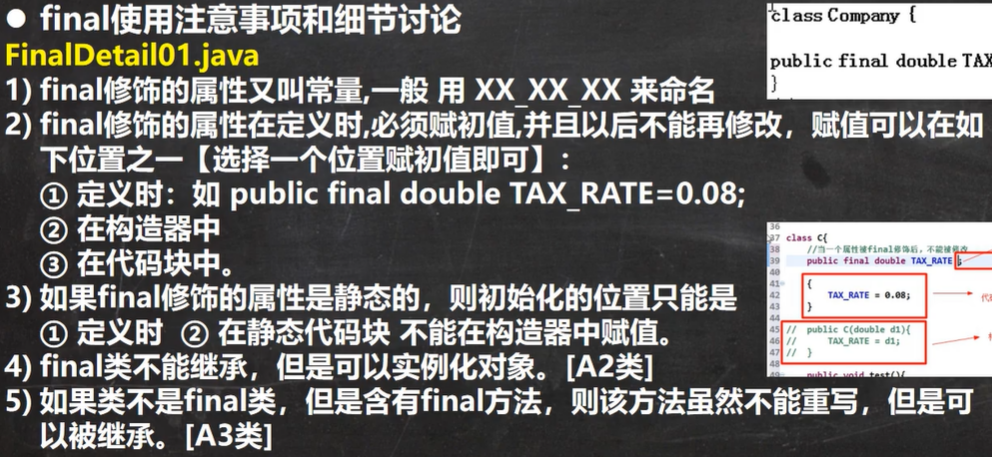 ● final使用注意事项和细节讨论
FinalDetail01.java
1) final修饰的属性又叫常量,一般 用 XX_XX_XX 来命名
2) final修饰的属性在定义时,必须赋初值,并且以后不能再修改，赋值可以在如
下位置之一【选择一个位置赋初值即可】：
① 定义时：如 public final double TAX_RATE=0.08;
② 在构造器中
③ 在代码块中。
3) 如果final修饰的属性是静态的，则初始化的位置只能是
① 定义时 ② 在静态代码块 不能在构造器中赋值。
4) final类不能继承，但是可以实例化对象。[A2类]
5) 如果类不是final类，但是含有final方法，则该方法虽然不能重写，但是可
以被继承。[A3类]
class Company {
public final double TAX
}
36
37 class C{
38 //当一个属性被final修饰后，不能被修改
39 public final double TAX_RATE ;
40
41 {
42 TAX_RATE = 0.08;
43 }
44
45 // public C(double d1){
46 // TAX_RATE = d1;
47 // }
48
49 public void test(){